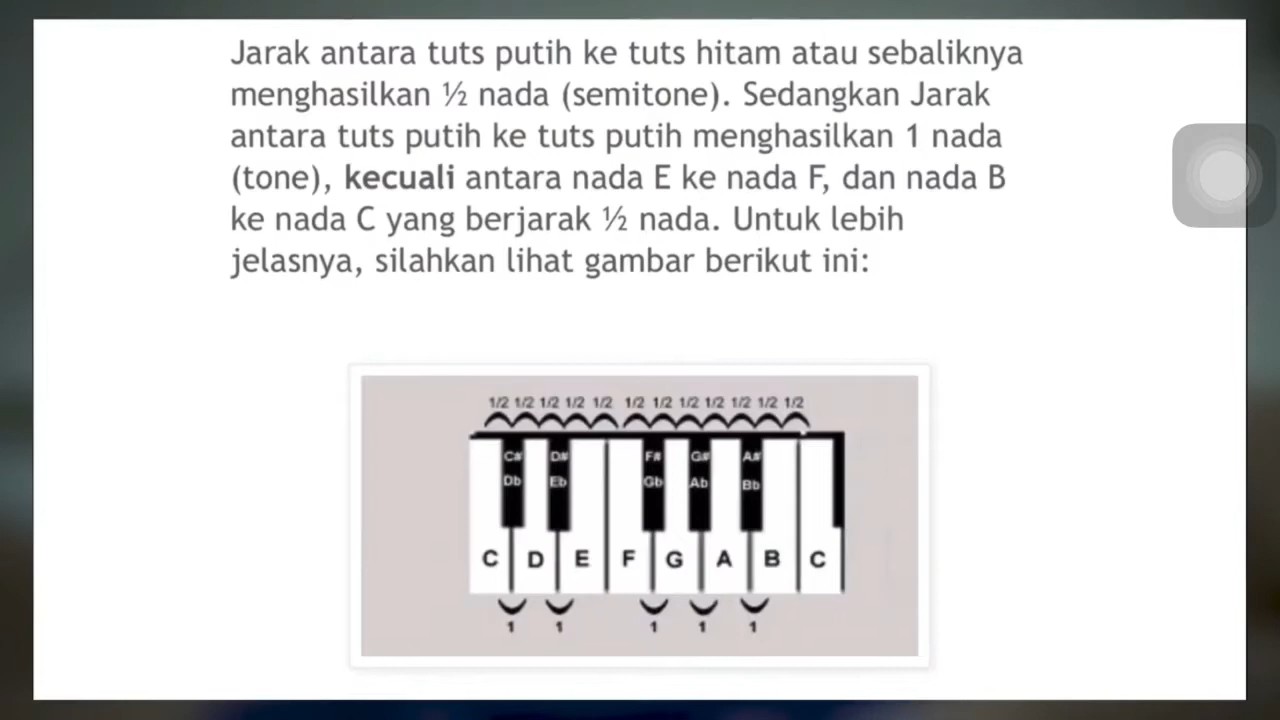 Jarak antara tuts putih ke tuts hitam atau sebaliknya
menghasilkan ½ nada (semitone). Sedangkan Jarak
antara tuts putih ke tuts putih menghasilkan 1 nada
(tone), kecuali antara nada E ke nada F, dan nada B
ke nada C yang berjarak ½ nada. Untuk lebih
jelasnya, silahkan lihat gambar berikut ini:
1/2 1/2 1/2 1/2 1/2 1/2 1/2 1/2 1/2 1/2 1/2 1/2
C# D# F# G# A#
Db Eb Gb Ab Bb
C D E F G A B C
1 1 1 1 1